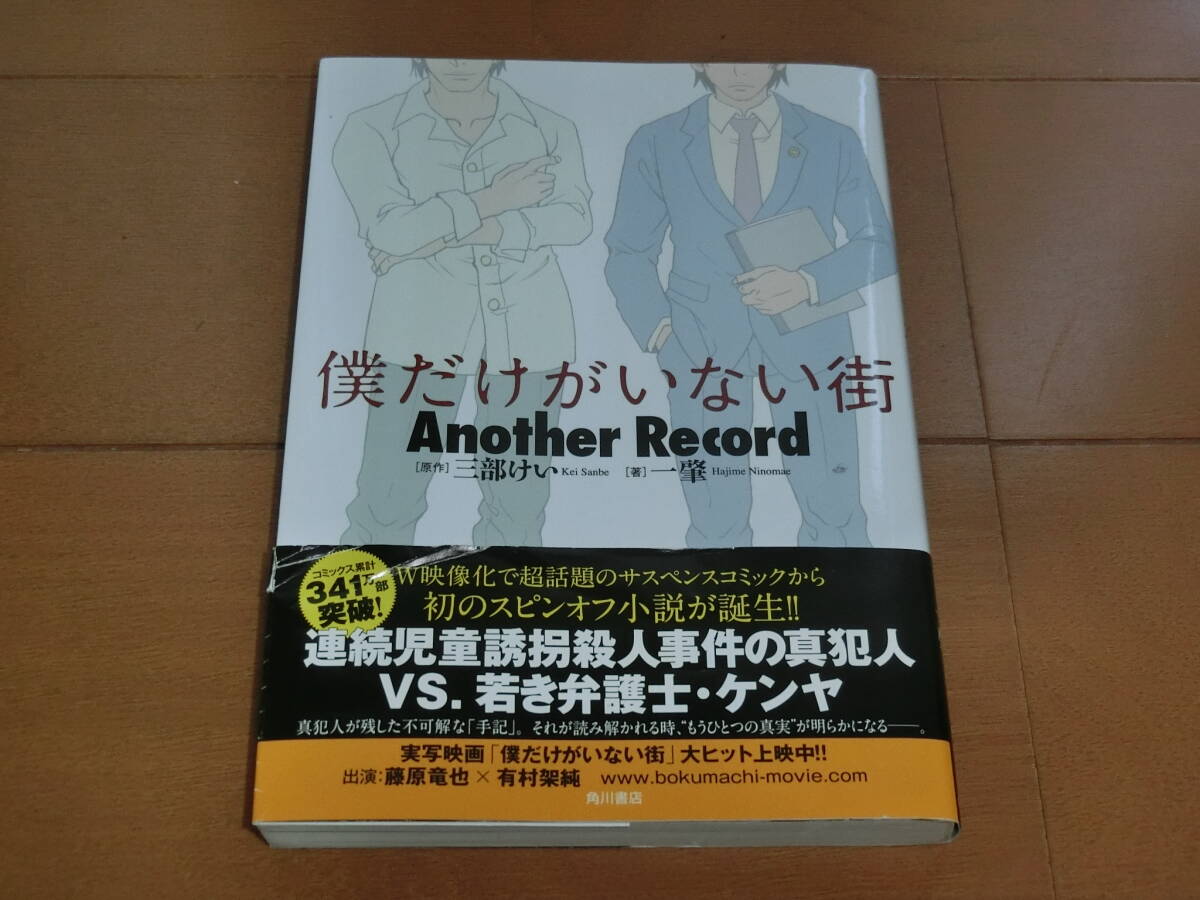 僕だけがいない街
Another Record
[原作] 三部けい Kei Sanbe [著] 一肇 Hajime Ninomae
コミックス累計
341万部
突破!
W映像化で超話題のサスペンスコミックから
初のスピンオフ小説が誕生!!
連続児童誘拐殺人事件の真犯人
VS. 若き弁護士・ケンヤ
真犯人が残した不可解な「手記」。それが読み解かれる時、“もうひとつの真実”が明らかになる――。
実写映画「僕だけがいない街」大ヒット上映中!!
出演:藤原竜也×有村架純 www.bokumachi-movie.com
角川書店